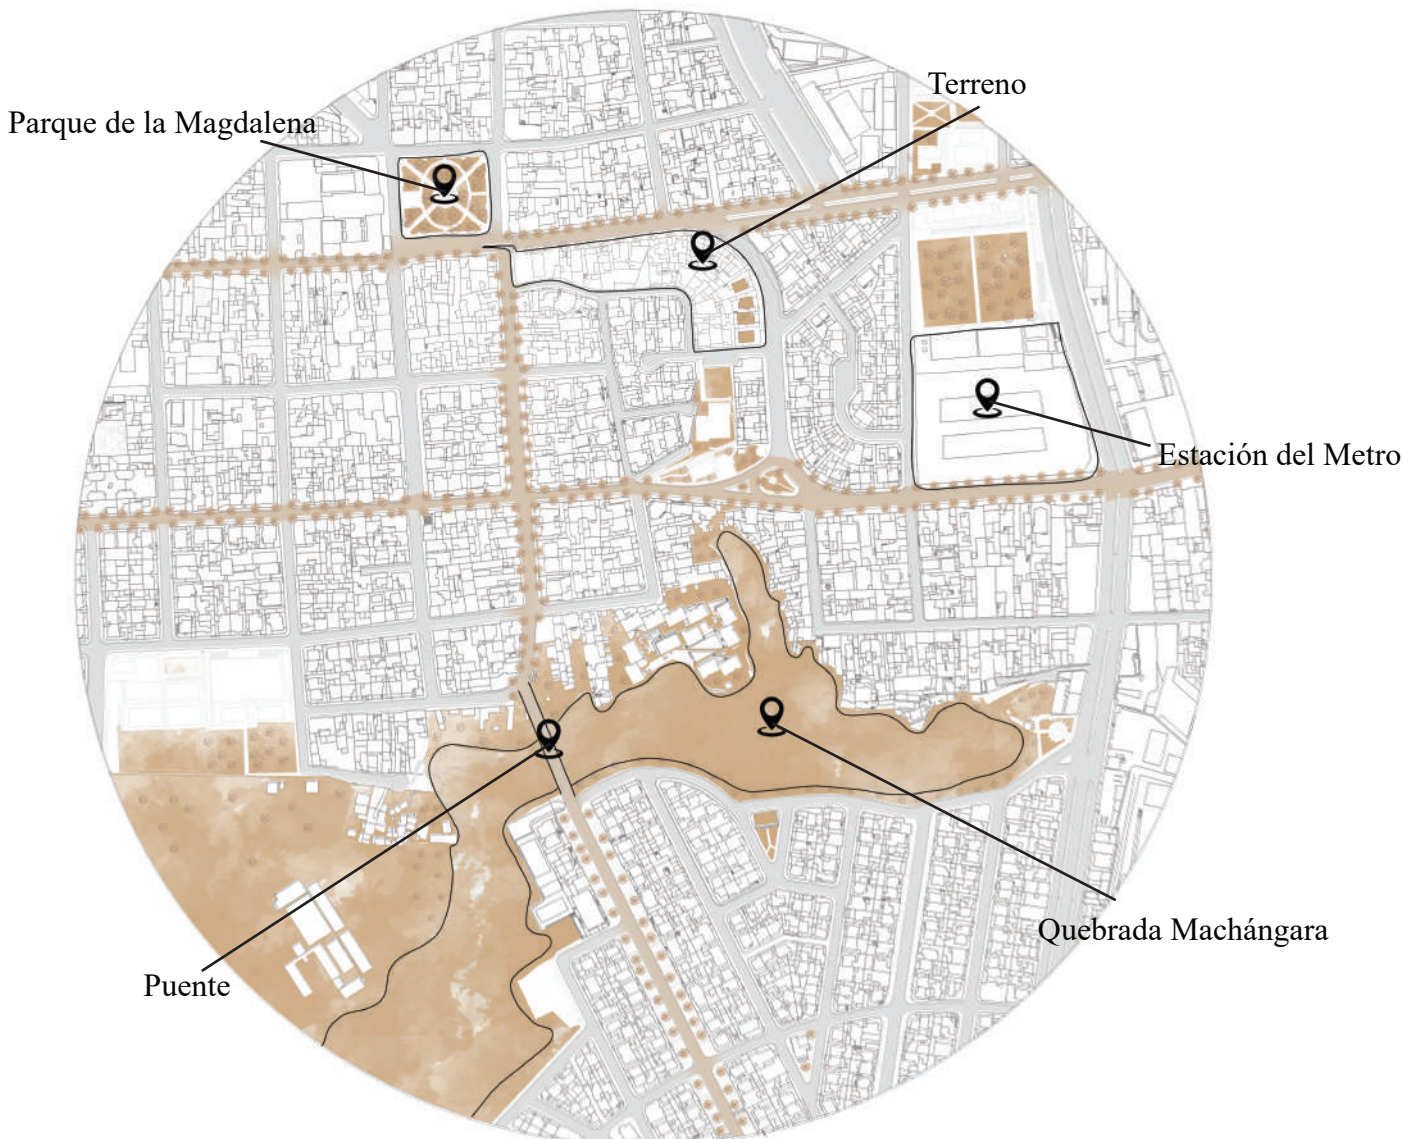 Terreno
Parque de la Magdalena
Estación del Metro
Quebrada Machángara
Puente